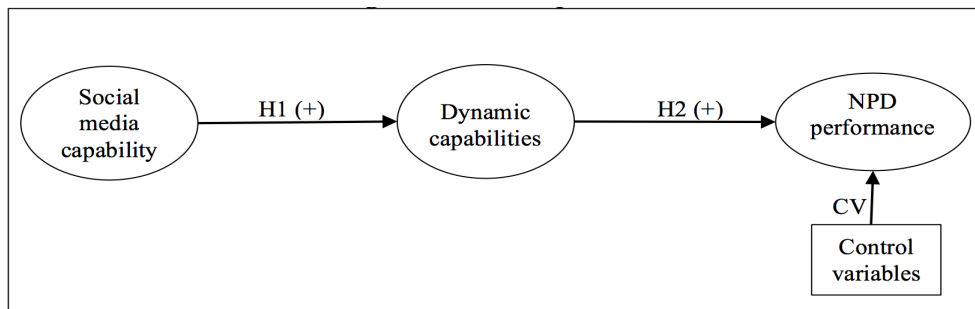 Social
media
capability
H1 (+)
Dynamic
capabilities
H2 (+)
NPD
performance
CV
Control
variables